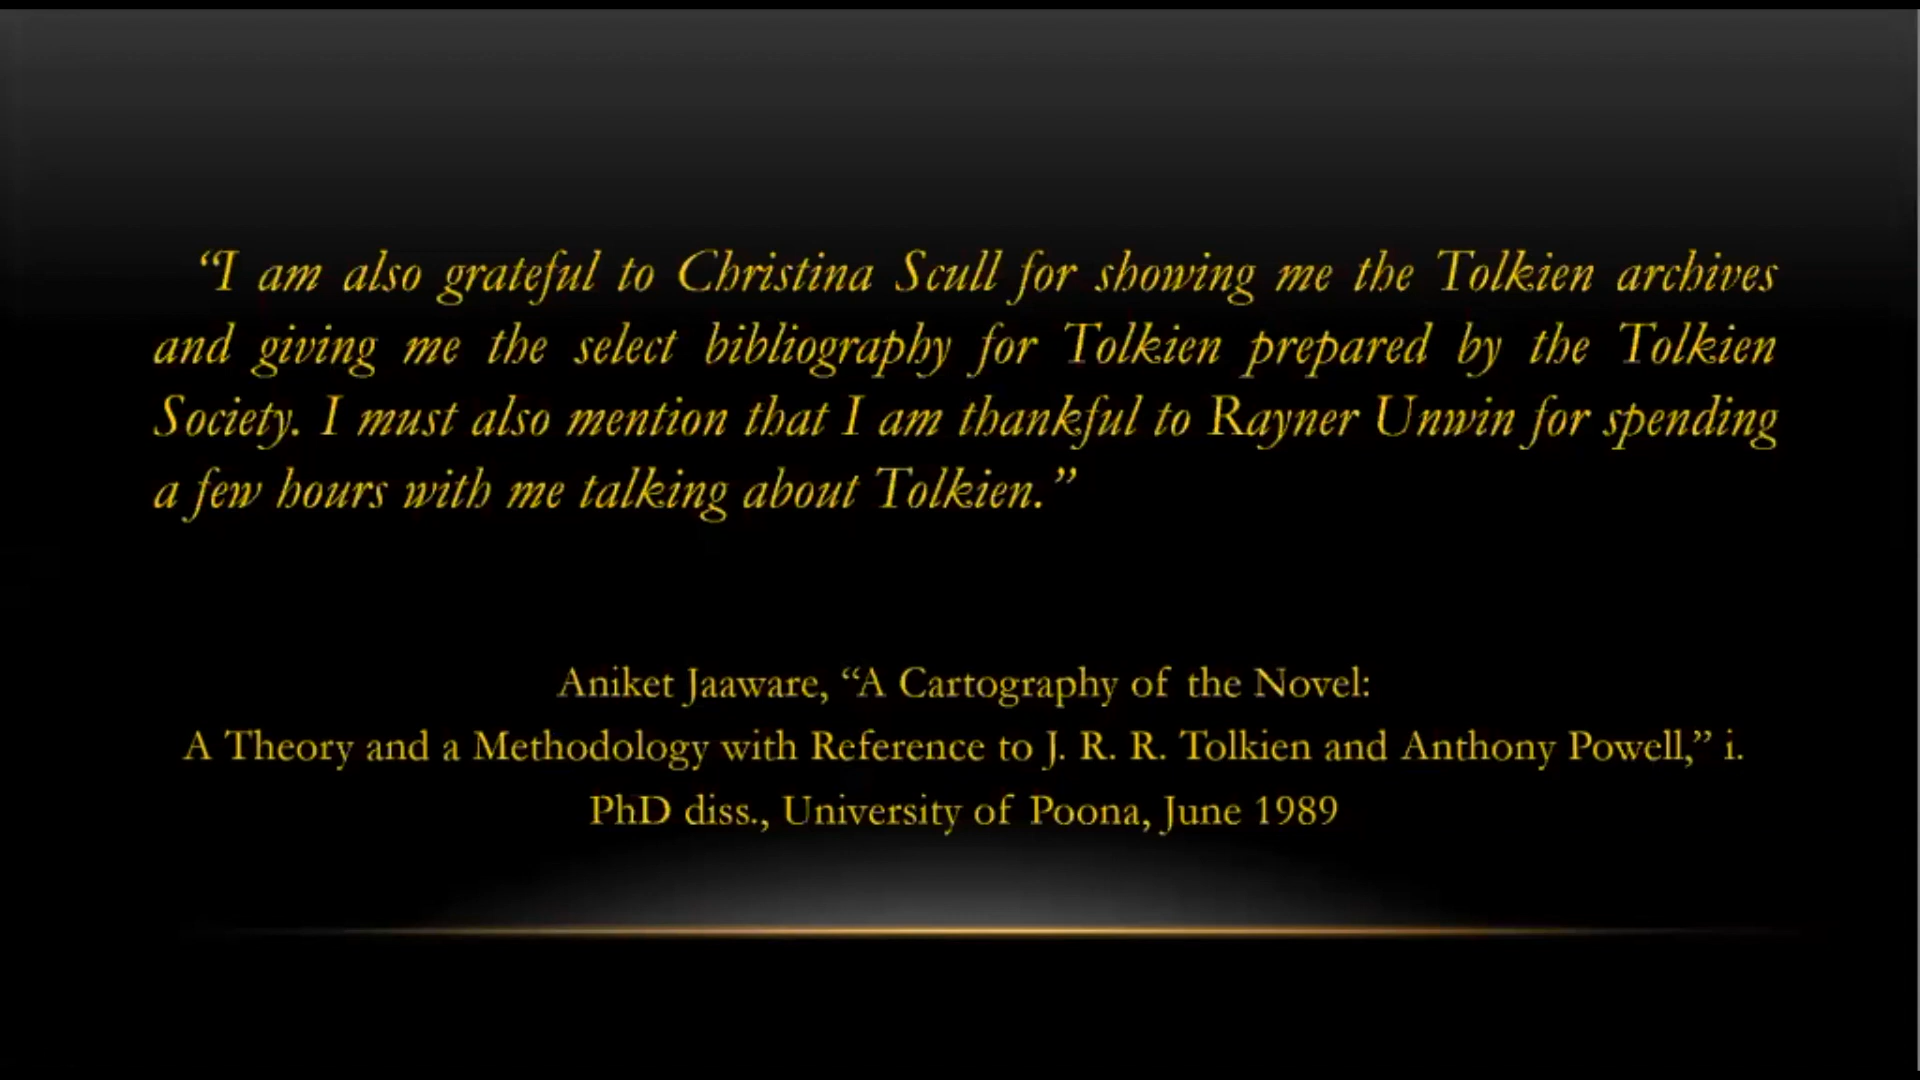 “I am also grateful to Christina Scull for showing me the Tolkien archives
and giving me the select bibliography for Tolkien prepared by the Tolkien
Society. I must also mention that I am thankful to Rayner Unwin for spending
a few hours with me talking about Tolkien.”
Aniket Jaaware, “A Cartography of the Novel:
A Theory and a Methodology with Reference to J. R. R. Tolkien and Anthony Powell,” i.
PhD diss., University of Poona, June 1989